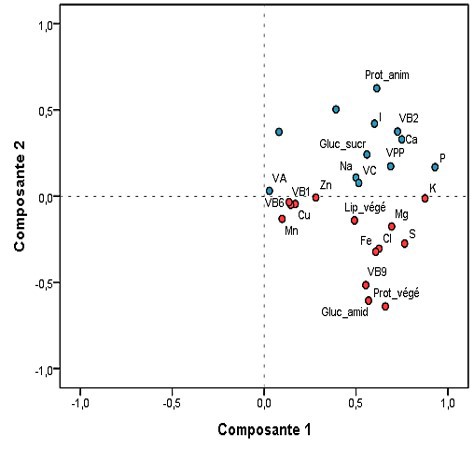 1,0
Prot_anim
0,5
I
VB2
Ca
Gluc_sucr
VPP
P
Na
VC
VA
Zn
K
VB1
0,0
VB6
Lip_végé
Cu
Mg
Mn
S
Cl
Fe
-0,5
VB9
Prot_végé
Gluc_amid
-1,0
-1,0
-0,5
0,0
0,5
1,0
Composante 1
Composante 2